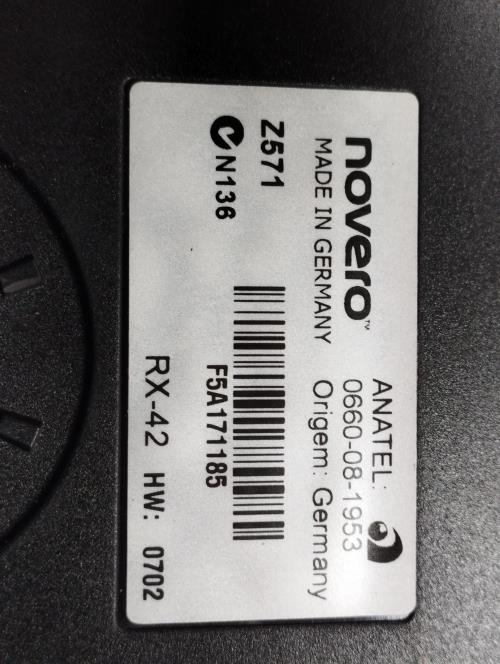 novero™
MADE IN GERMANY
ANATEL:
0660-08-1953
Origem: Germany
Z571
N136
F5A171185
RX-42 HW: 0702